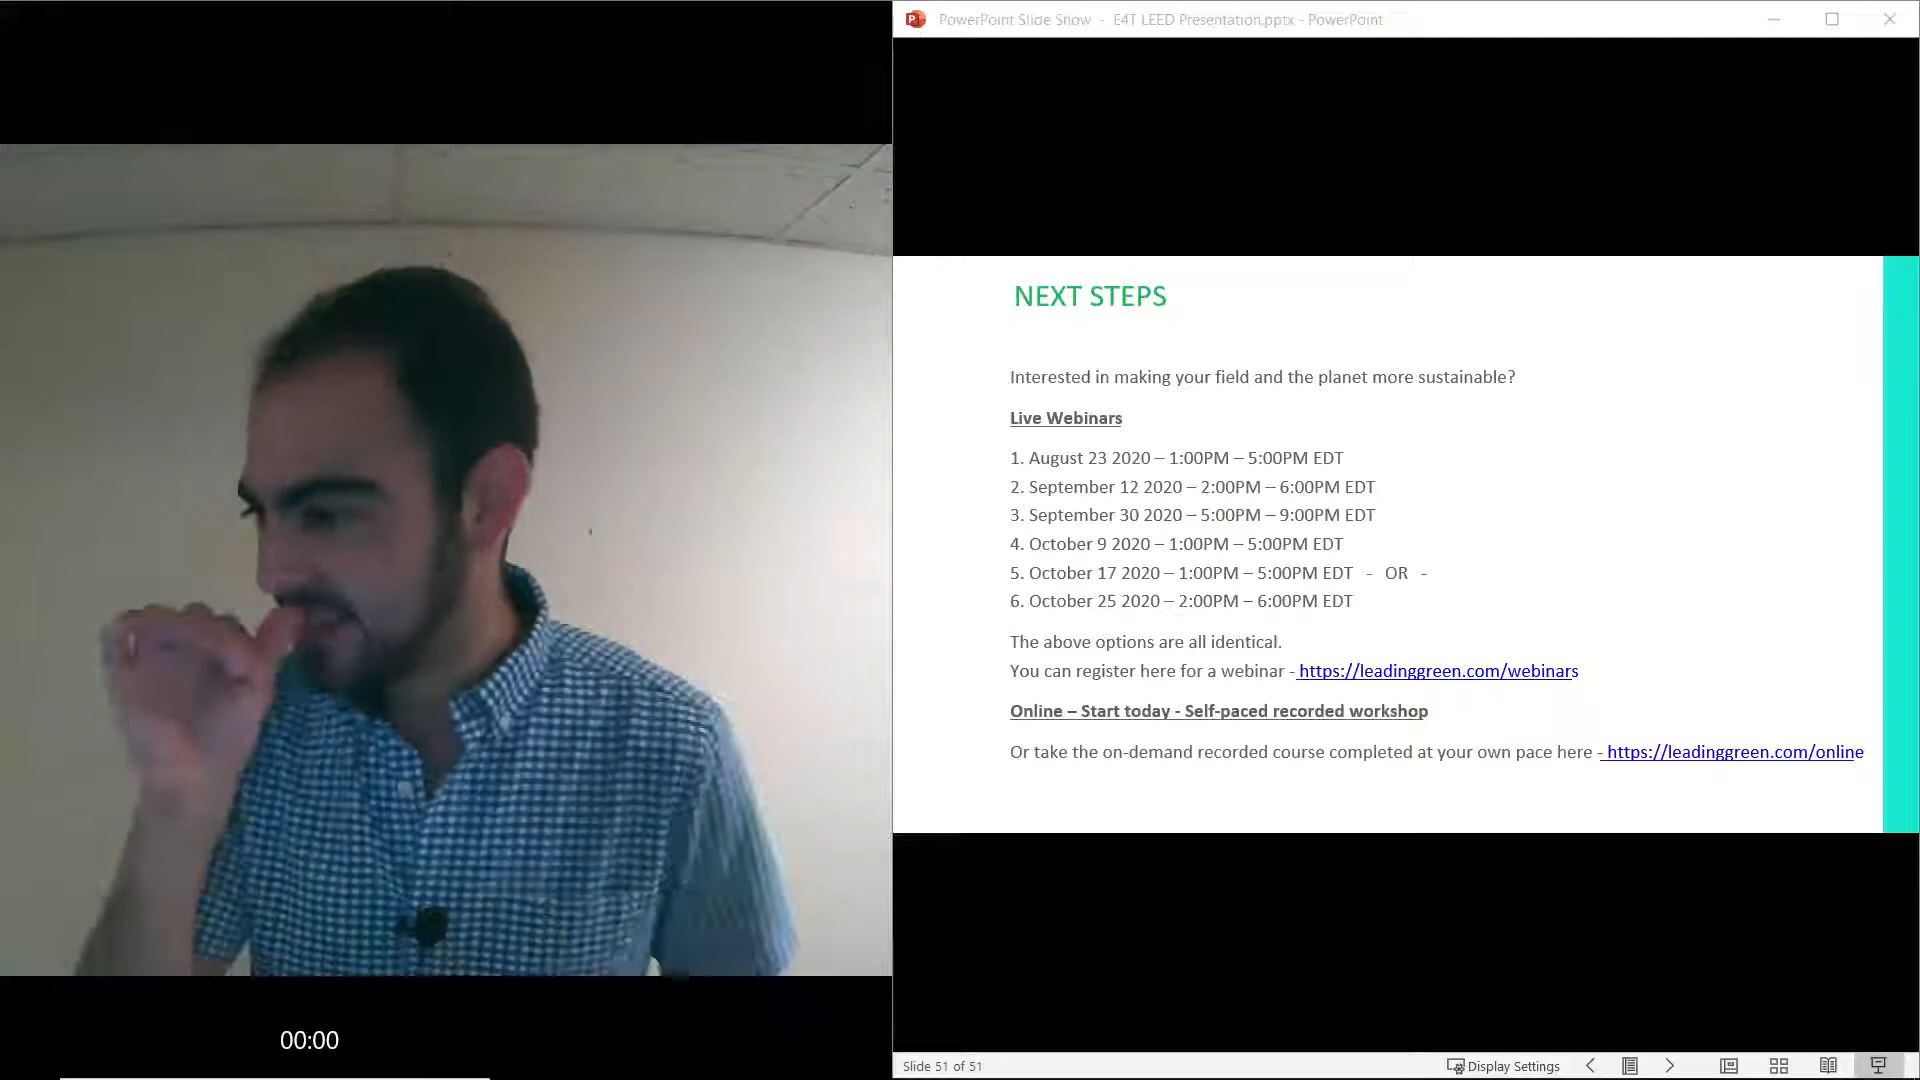 PowerPoint Slide Show - E4T LEED Presentation.pptx - PowerPoint
NEXT STEPS
Interested in making your field and the planet more sustainable?
Live Webinars
1. August 23 2020 – 1:00PM – 5:00PM EDT
2. September 12 2020 – 2:00PM – 6:00PM EDT
3. September 30 2020 – 5:00PM – 9:00PM EDT
4. October 9 2020 – 1:00PM – 5:00PM EDT
5. October 17 2020 – 1:00PM – 5:00PM EDT - OR -
6. October 25 2020 – 2:00PM – 6:00PM EDT
The above options are all identical.
You can register here for a webinar - https://leadinggreen.com/webinars
Online – Start today - Self-paced recorded workshop
Or take the on-demand recorded course completed at your own pace here - https://leadinggreen.com/online
00:00
Slide 51 of 51
Display Settings